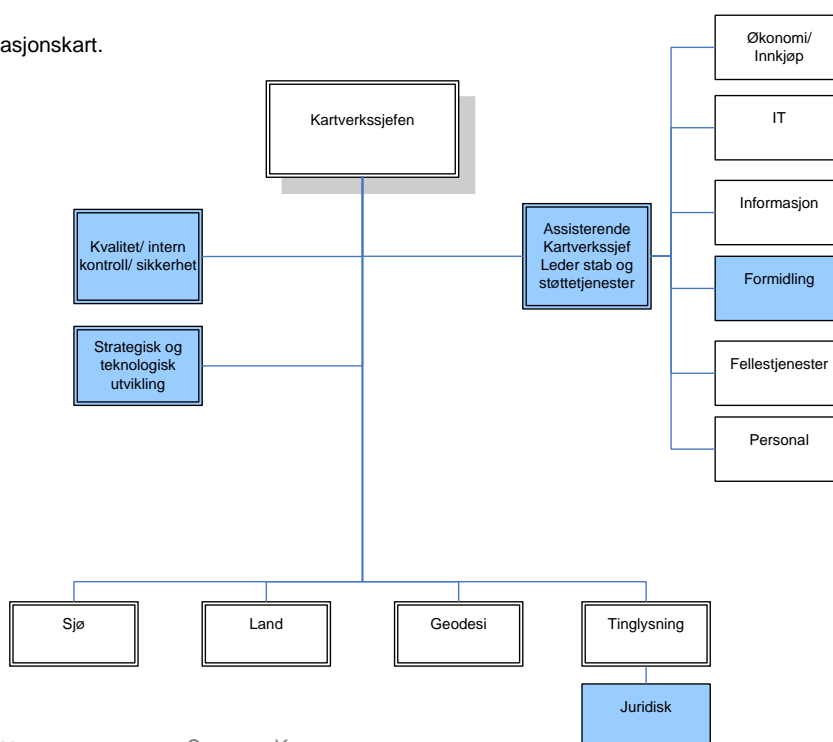 asjonskart.
Kartverkssjefen
Økonomi/
Innkjøp
IT
Informasjon
Formidling
Fellestjenester
Personal
Kvalitet/ intern
kontroll/ sikkerhet
Assisterende
Kartverkssjef
Leder stab og
støttetjenester
Strategisk og
teknologisk
utvikling
Sjø
Land
Geodesi
Tinglysning
Juridisk